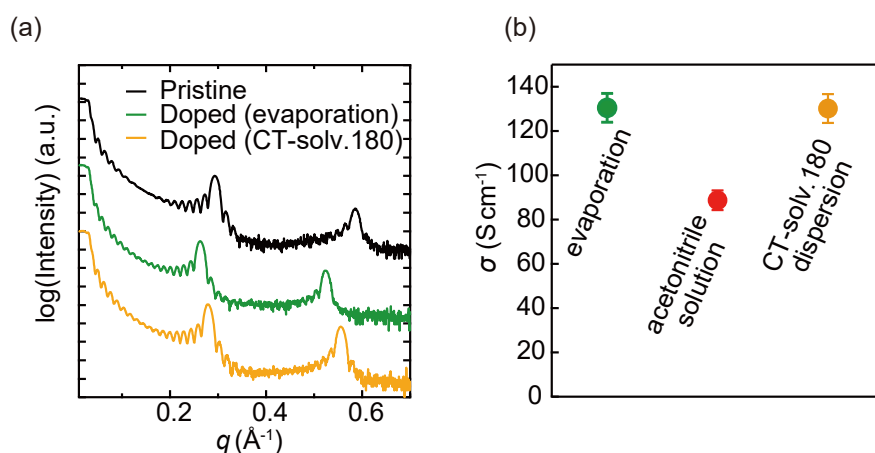 (a)
(b)
Pristine
Doped (evaporation)
Doped (CT-solv.180)
log(Intensity) (a.u.)
0.2
0.4
0.6
q (Å-1)
140
120
100
80
60
40
20
0
σ (S cm-1)
evaporation
acetonitrile
solution
CT-solv.180
dispersion